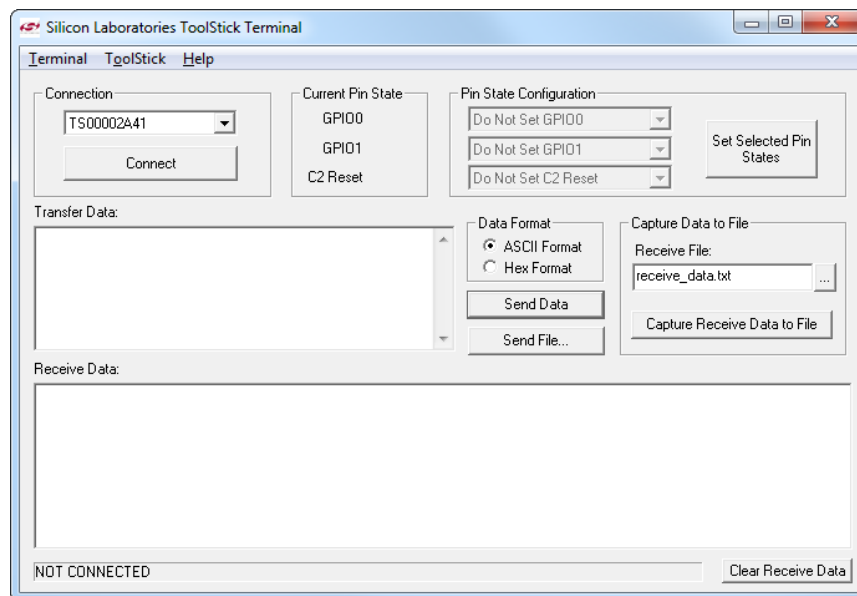 Silicon Laboratories ToolStick Terminal
Terminal ToolStick Help
Connection
TS00002A41
Connect
Current Pin State
GPIO0
GPIO1
C2 Reset
Pin State Configuration
Do Not Set GPIO0
Do Not Set GPIO1
Do Not Set C2 Reset
Set Selected Pin
States
Transfer Data:
Data Format
ASCII Format
Hex Format
Send Data
Send File...
Capture Data to File
Receive File:
receive_data.txt
...
Capture Receive Data to File
Receive Data:
NOT CONNECTED
Clear Receive Data